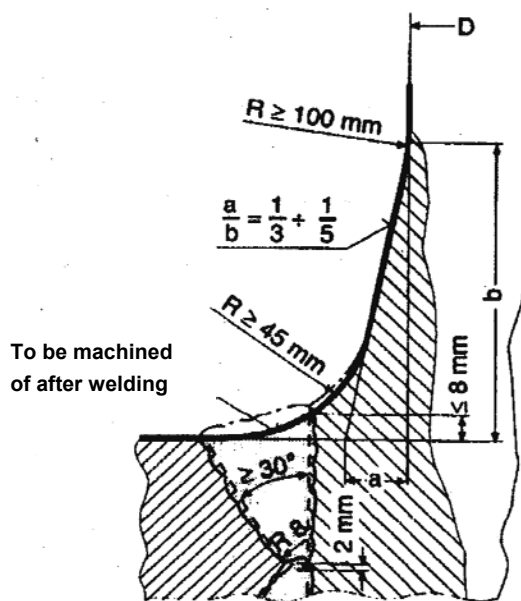 D
R ≥ 100 mm
a/b = 1/3 ÷ 1/5
R ≥ 45 mm
b
To be machined
of after welding
≤ 8 mm
≥ 30°
a
R 8
2 mm